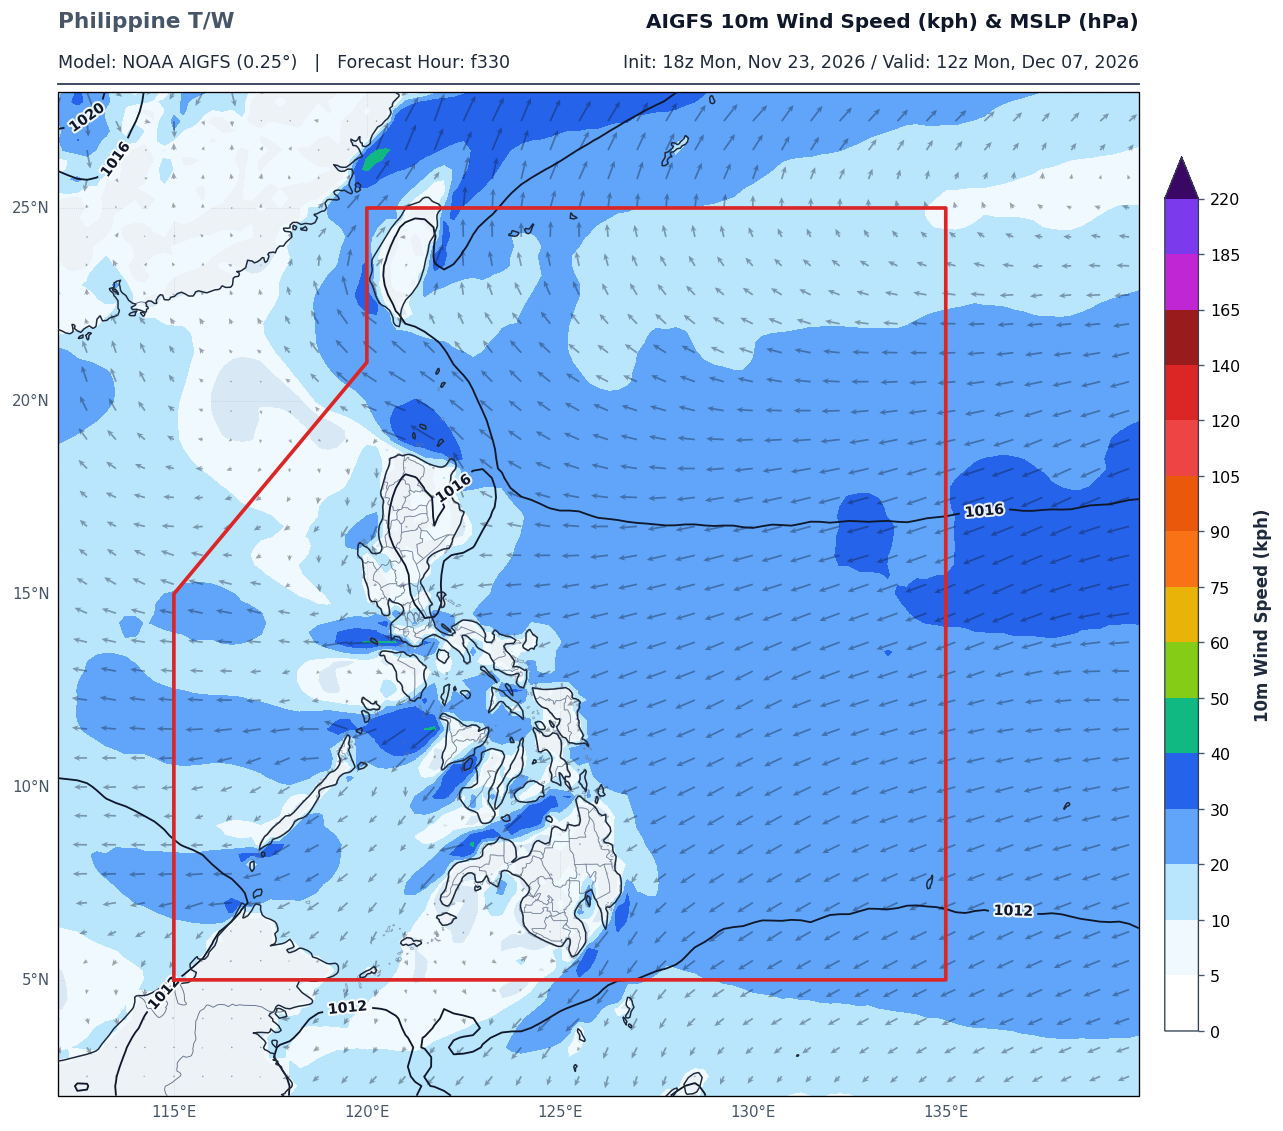 Philippine T/W
AIGFS 10m Wind Speed (kph) & MSLP (hPa)
Model: NOAA AIGFS (0.25°) | Forecast Hour: f330
Init: 18z Mon, Nov 23, 2026 / Valid: 12z Mon, Dec 07, 2026
1020
1016
25°N
20°N
1016
1016
15°N
10°N
1012
5°N
1012
1012
115°E
120°E
125°E
130°E
135°E
220
185
165
140
120
105
90
75
60
50
40
30
20
10
5
0
10m Wind Speed (kph)